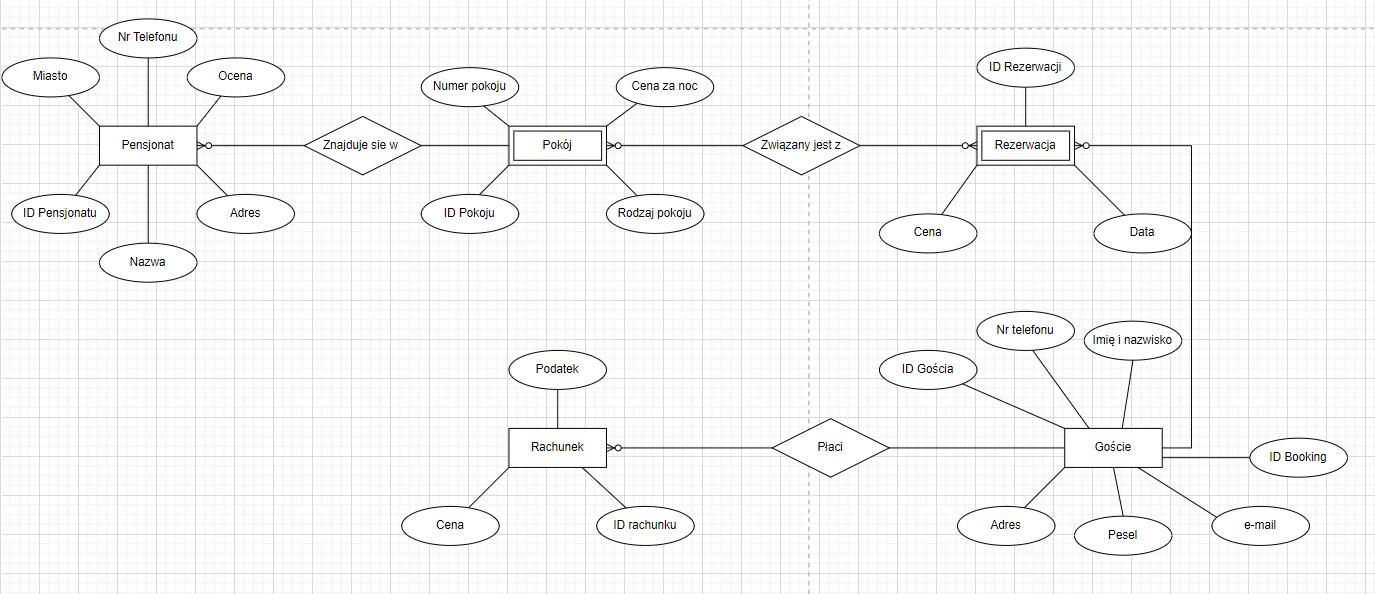 Nr Telefonu
Miasto
Ocena
Pensjonat
ID Pensjonatu
Adres
Nazwa
Znajduje sie w
Numer pokoju
Cena za noc
Pokój
ID Pokoju
Rodzaj pokoju
Związany jest z
ID Rezerwacji
Rezerwacja
Cena
Data
Podatek
Rachunek
Cena
ID rachunku
Płaci
ID Gościa
Nr telefonu
Imię i nazwisko
Goście
ID Booking
Adres
Pesel
e-mail